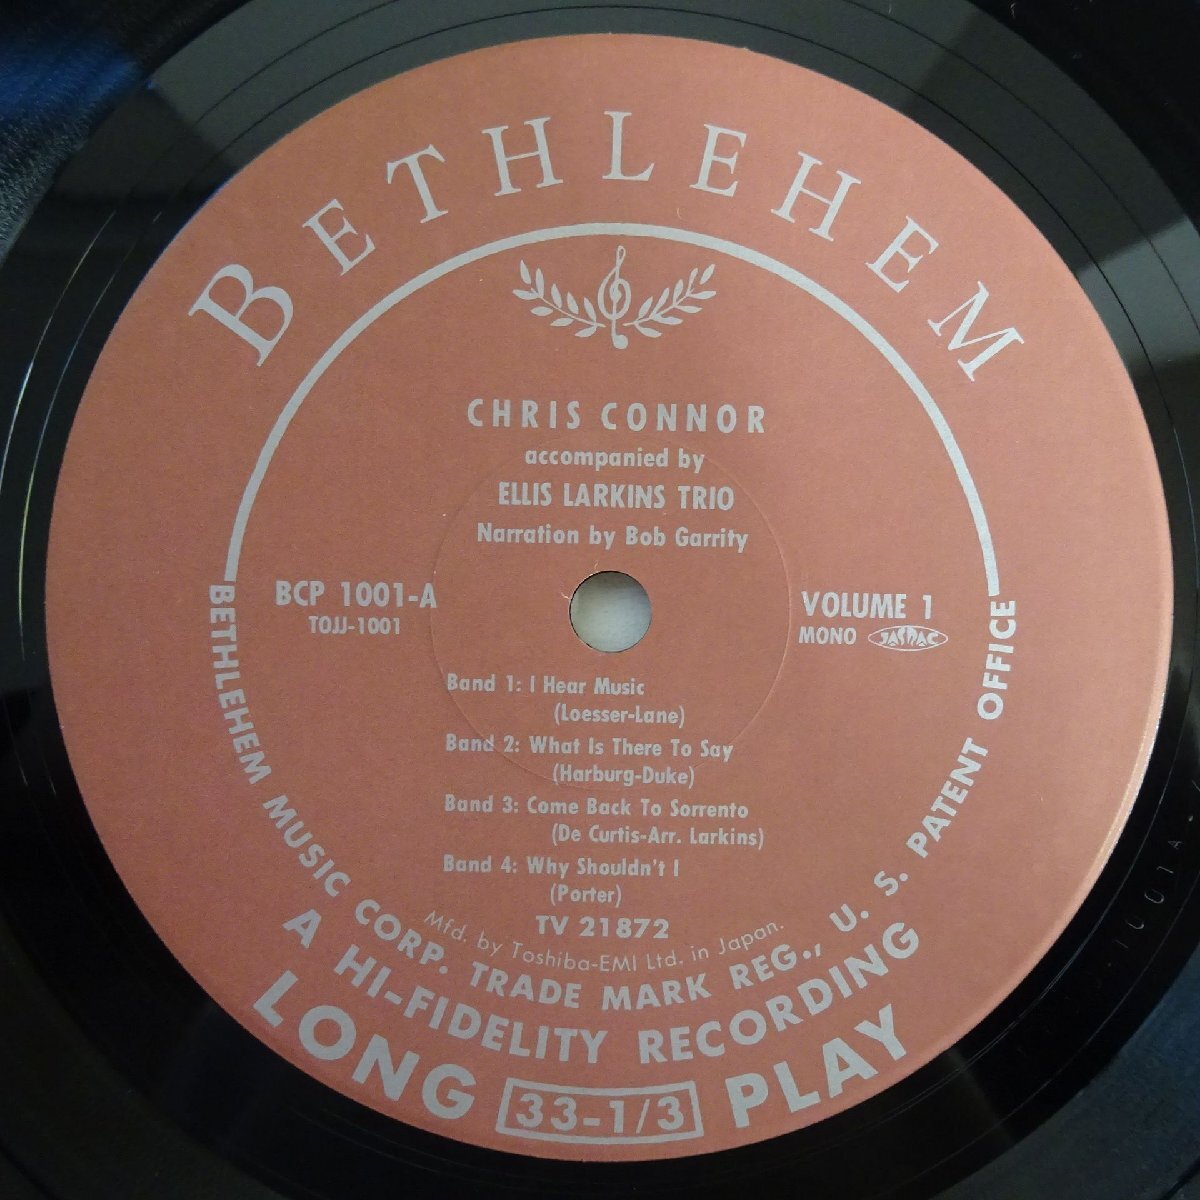 BETHLEHEM
CHRIS CONNOR
accompanied by
ELLIS LARKINS TRIO
Narration by Bob Garrity
BCP 1001-A
TOJJ-1001
VOLUME 1
MONO JASRAC
Band 1: I Hear Music
(Loesser-Lane)
Band 2: What Is There To Say
(Harburg-Duke)
Band 3: Come Back To Sorrento
(De Curtis-Arr. Larkins)
Band 4: Why Shouldn't I
(Porter)
TV 21872
Mfd. by Toshiba-EMI Ltd. in Japan.
BETHLEHEM MUSIC CORP. TRADE MARK REG., U. S. PATENT OFFICE
A HI-FIDELITY RECORDING
LONG 33-1/3 PLAY